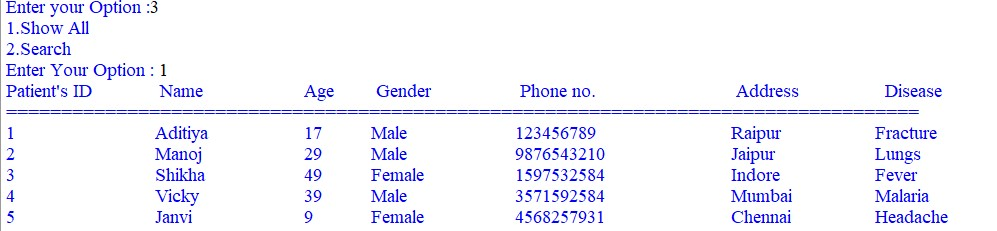 Enter your Option :3
1.Show All
2.Search
Enter Your Option : 1
Patient's ID Name Age Gender Phone no. Address Disease
===================================================================================
1 Aditiya 17 Male 123456789 Raipur Fracture
2 Manoj 29 Male 9876543210 Jaipur Lungs
3 Shikha 49 Female 1597532584 Indore Fever
4 Vicky 39 Male 3571592584 Mumbai Malaria
5 Janvi 9 Female 4568257931 Chennai Headache